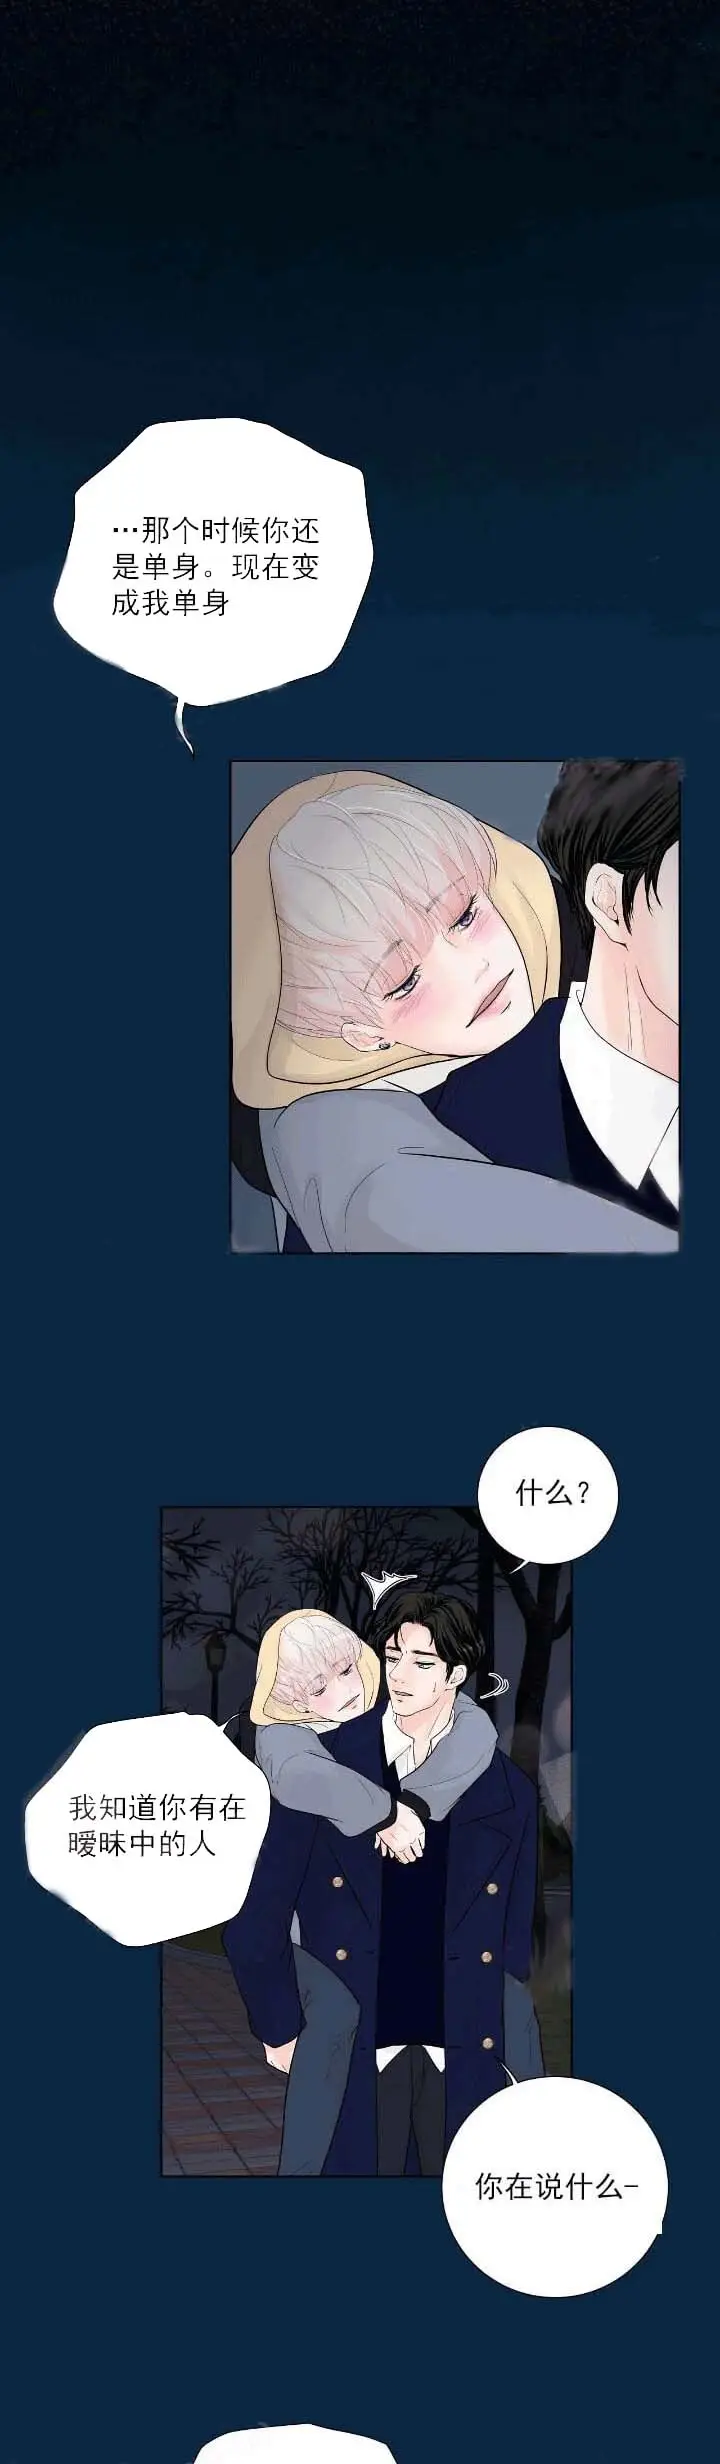 …那个时候你还
是单身。现在变
成我单身
什么？
我知道你有在
暧昧中的人
你在说什么-